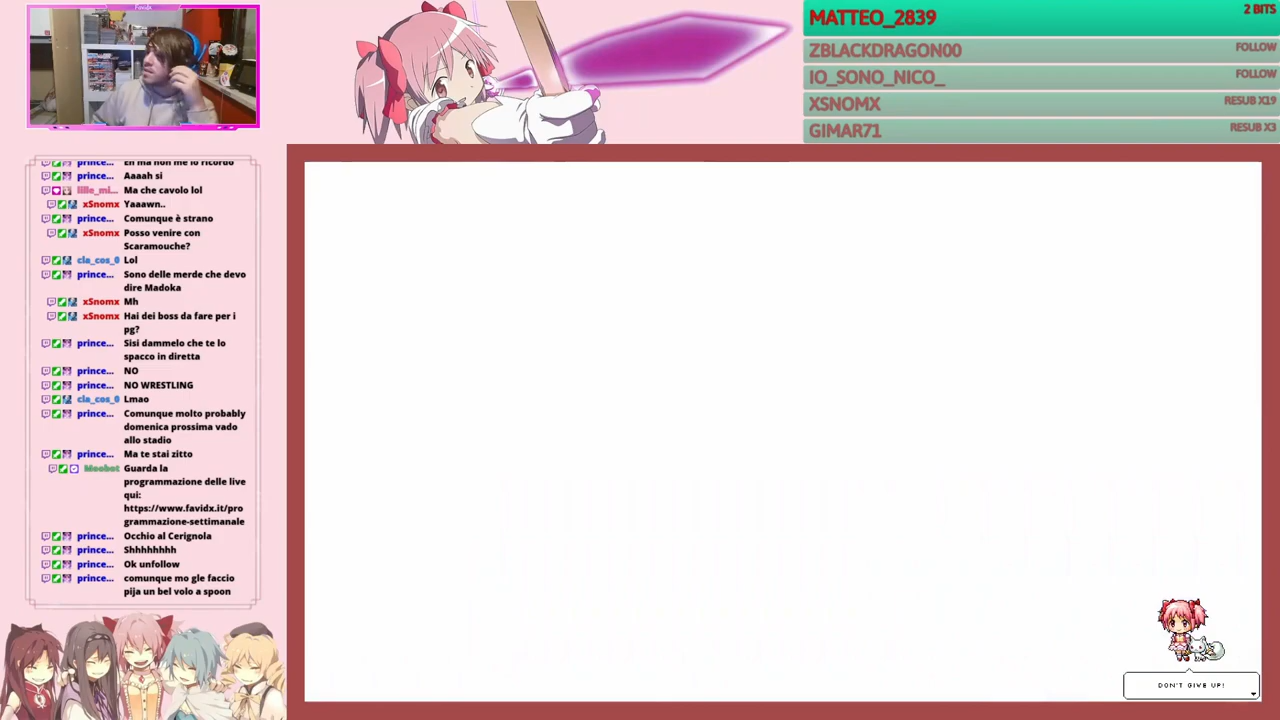 Favidx
MATTEO_2839
2 BITS
ZBLACKDRAGON00
FOLLOW
IO_SONO_NICO_
FOLLOW
XSNOMX
RESUB X19
GIMAR71
RESUB X3
prince... Eh ma non me lo ricordo
prince... Aaaah si
lille_mi... Ma che cavolo lol
xSnomx Yaaawn..
prince... Comunque è strano
xSnomx Posso venire con
Scaramouche?
cla_cos_0 Lol
prince... Sono delle merde che devo
dire Madoka
xSnomx Mh
xSnomx Hai dei boss da fare per i
pg?
prince... Sisi dammelo che te lo
spacco in diretta
prince... NO
prince... NO WRESTLING
cla_cos_0 Lmao
prince... Comunque molto probably
domenica prossima vado
allo stadio
prince... Ma te stai zitto
Moobot Guarda la
programmazione delle live
qui:
https://www.favidx.it/pro
grammazione-settimanale
prince... Occhio al Cerignola
prince... Shhhhhhhh
prince... Ok unfollow
prince... comunque mo gle faccio
pija un bel volo a spoon
DON'T GIVE UP!